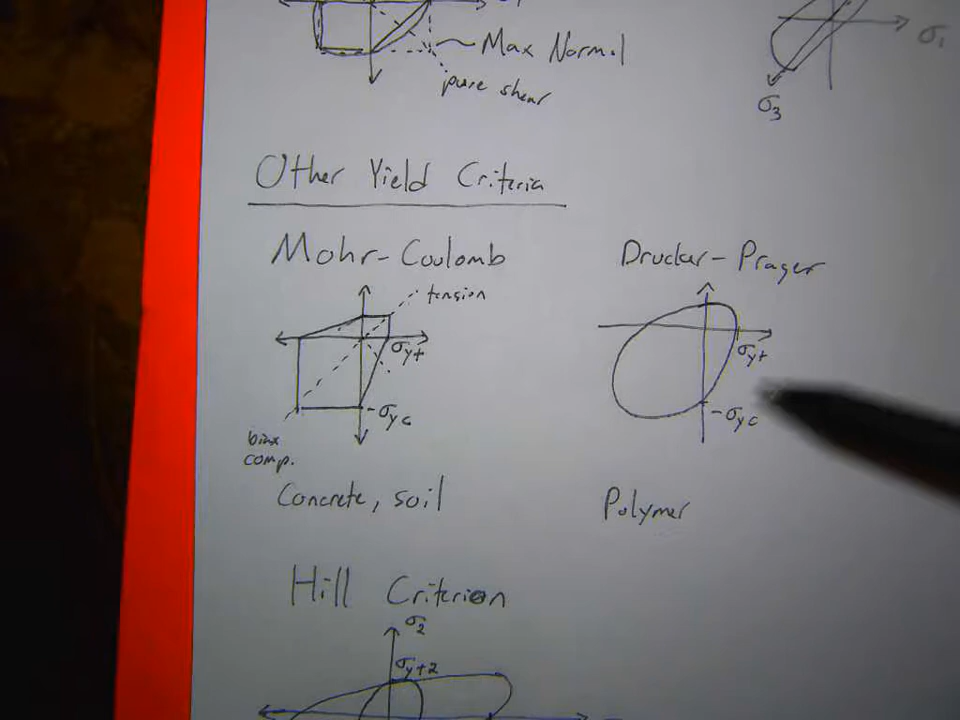 Max Normal
pure shear
σ1
σ3
Other Yield Criteria
Mohr-Coulomb
Drucker-Prager
tension
σy+
σy+
-σyc
-σyc
biax
comp.
Concrete, soil
Polymer
Hill Criterion
σ2
σy+2